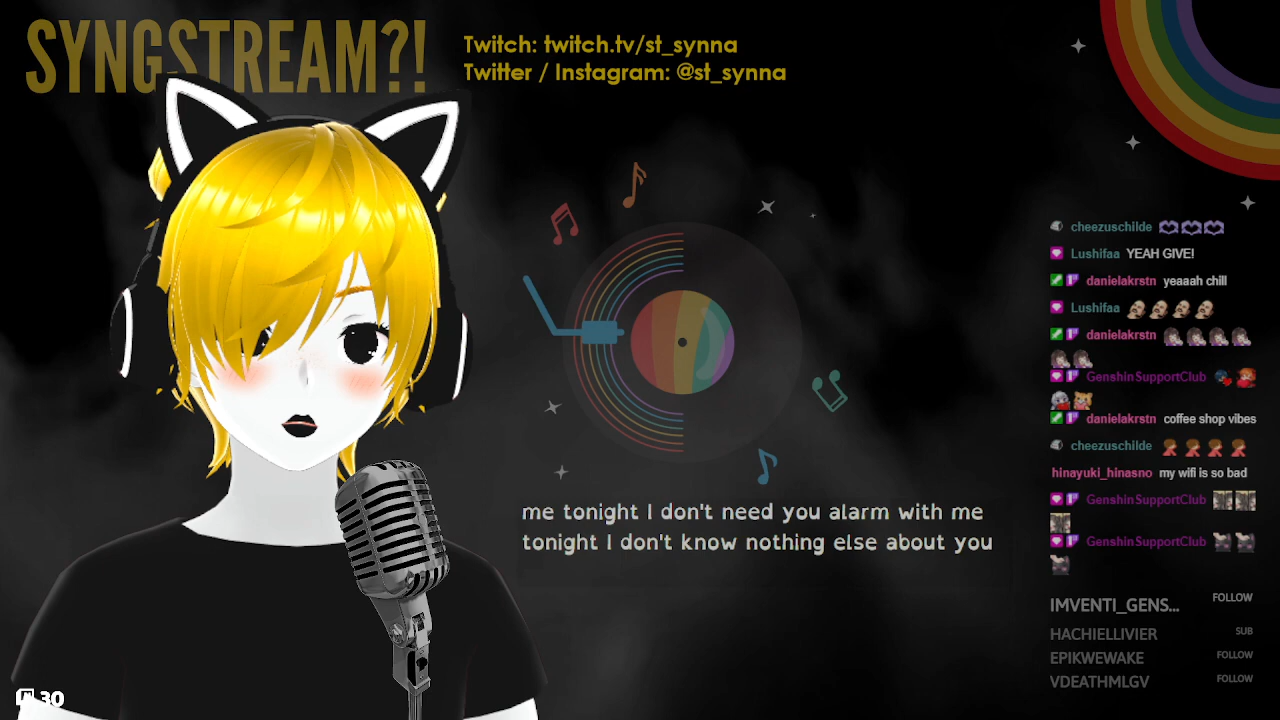 SYNGSTREAM?!
Twitch: twitch.tv/st_synna
Twitter / Instagram: @st_synna
cheezuschilde
Lushifaa YEAH GIVE!
danielakrstn yeaaah chill
Lushifaa
danielakrstn
GenshinSupportClub
danielakrstn coffee shop vibes
cheezuschilde
hinayuki_hinasno my wifi is so bad
GenshinSupportClub
GenshinSupportClub
me tonight I don't need you alarm with me
tonight I don't know nothing else about you
IMVENTI_GENS... FOLLOW
HACHIELLIVIER SUB
EPIKWEWAKE FOLLOW
VDEATHMLGV FOLLOW
30